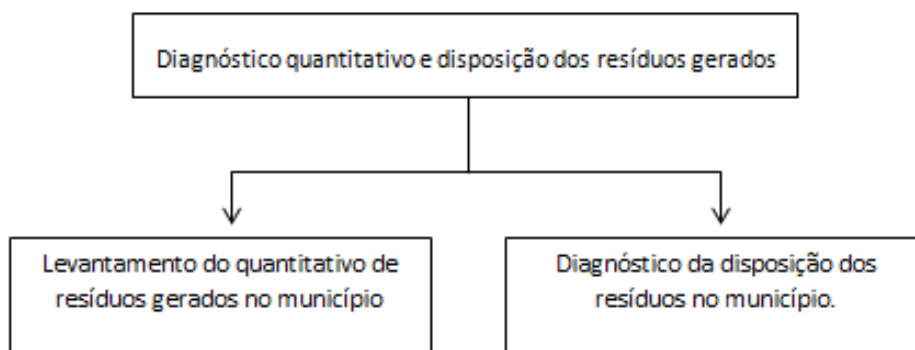 Diagnóstico quantitativo e disposição dos resíduos gerados
Levantamento do quantitativo de
resíduos gerados no município
Diagnóstico da disposição dos
resíduos no município.